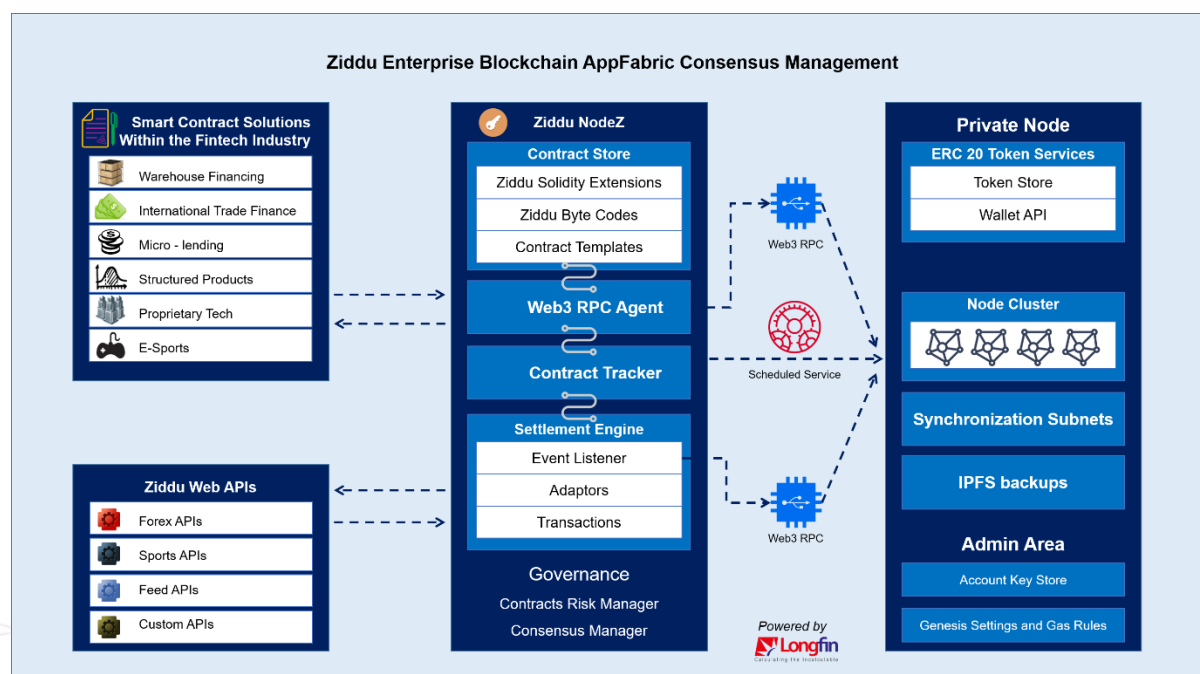 Ziddu Enterprise Blockchain AppFabric Consensus Management
Smart Contract Solutions
Within the Fintech Industry
Warehouse Financing
International Trade Finance
Micro - lending
Structured Products
Proprietary Tech
E-Sports
Ziddu Web APIs
Forex APIs
Sports APIs
Feed APIs
Custom APIs
Ziddu NodeZ
Contract Store
Ziddu Solidity Extensions
Ziddu Byte Codes
Contract Templates
Web3 RPC Agent
Contract Tracker
Settlement Engine
Event Listener
Adaptors
Transactions
Governance
Contracts Risk Manager
Consensus Manager
Web3 RPC
Scheduled Service
Web3 RPC
Powered by
Longfin
Calculating the Incalculable
Private Node
ERC 20 Token Services
Token Store
Wallet API
Node Cluster
Synchronization Subnets
IPFS backups
Admin Area
Account Key Store
Genesis Settings and Gas Rules